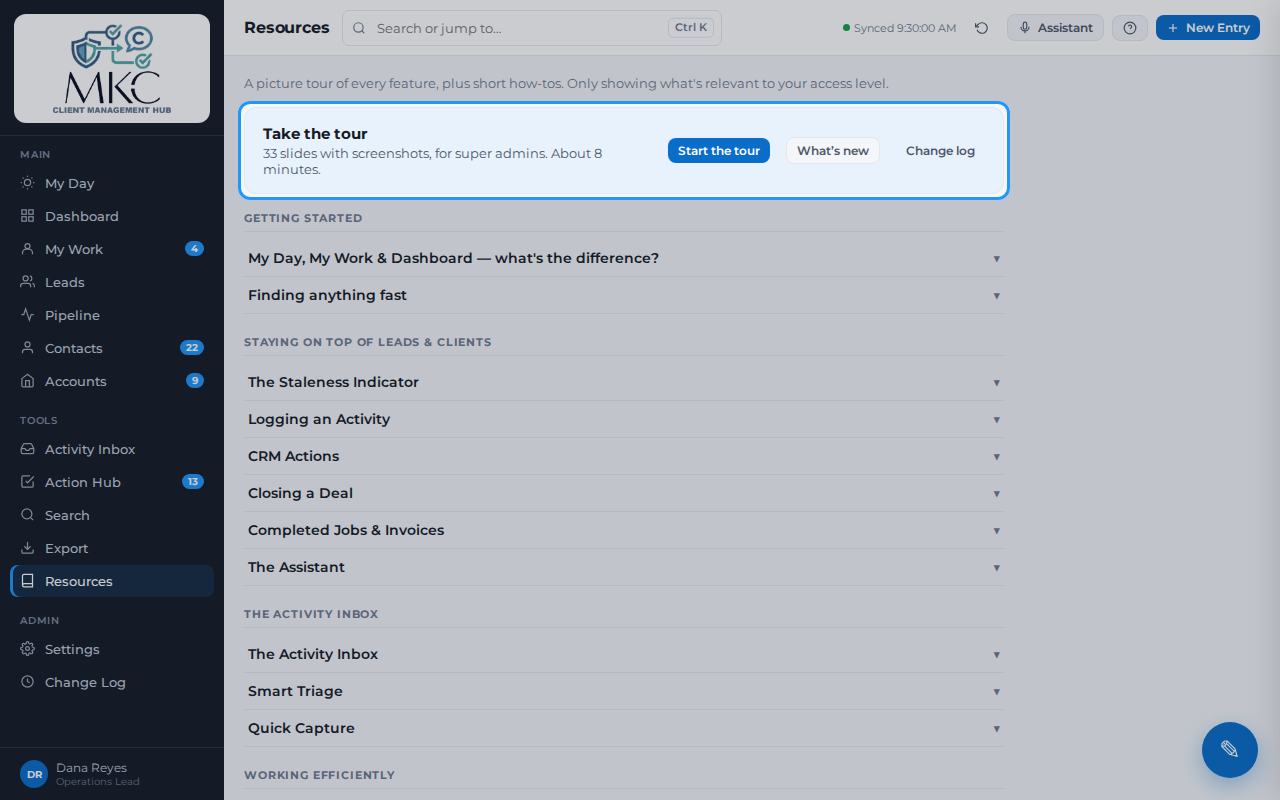 MKC
CLIENT MANAGEMENT HUB
MAIN
My Day
Dashboard
My Work 4
Leads
Pipeline
Contacts 22
Accounts 9
TOOLS
Activity Inbox
Action Hub 13
Search
Export
Resources
ADMIN
Settings
Change Log
DR
Dana Reyes
Operations Lead
Resources
Search or jump to... Ctrl K
Synced 9:30:00 AM
Assistant
New Entry
A picture tour of every feature, plus short how-tos. Only showing what's relevant to your access level.
Take the tour
33 slides with screenshots, for super admins. About 8
minutes.
Start the tour
What's new
Change log
GETTING STARTED
My Day, My Work & Dashboard — what's the difference?
Finding anything fast
STAYING ON TOP OF LEADS & CLIENTS
The Staleness Indicator
Logging an Activity
CRM Actions
Closing a Deal
Completed Jobs & Invoices
The Assistant
THE ACTIVITY INBOX
The Activity Inbox
Smart Triage
Quick Capture
WORKING EFFICIENTLY